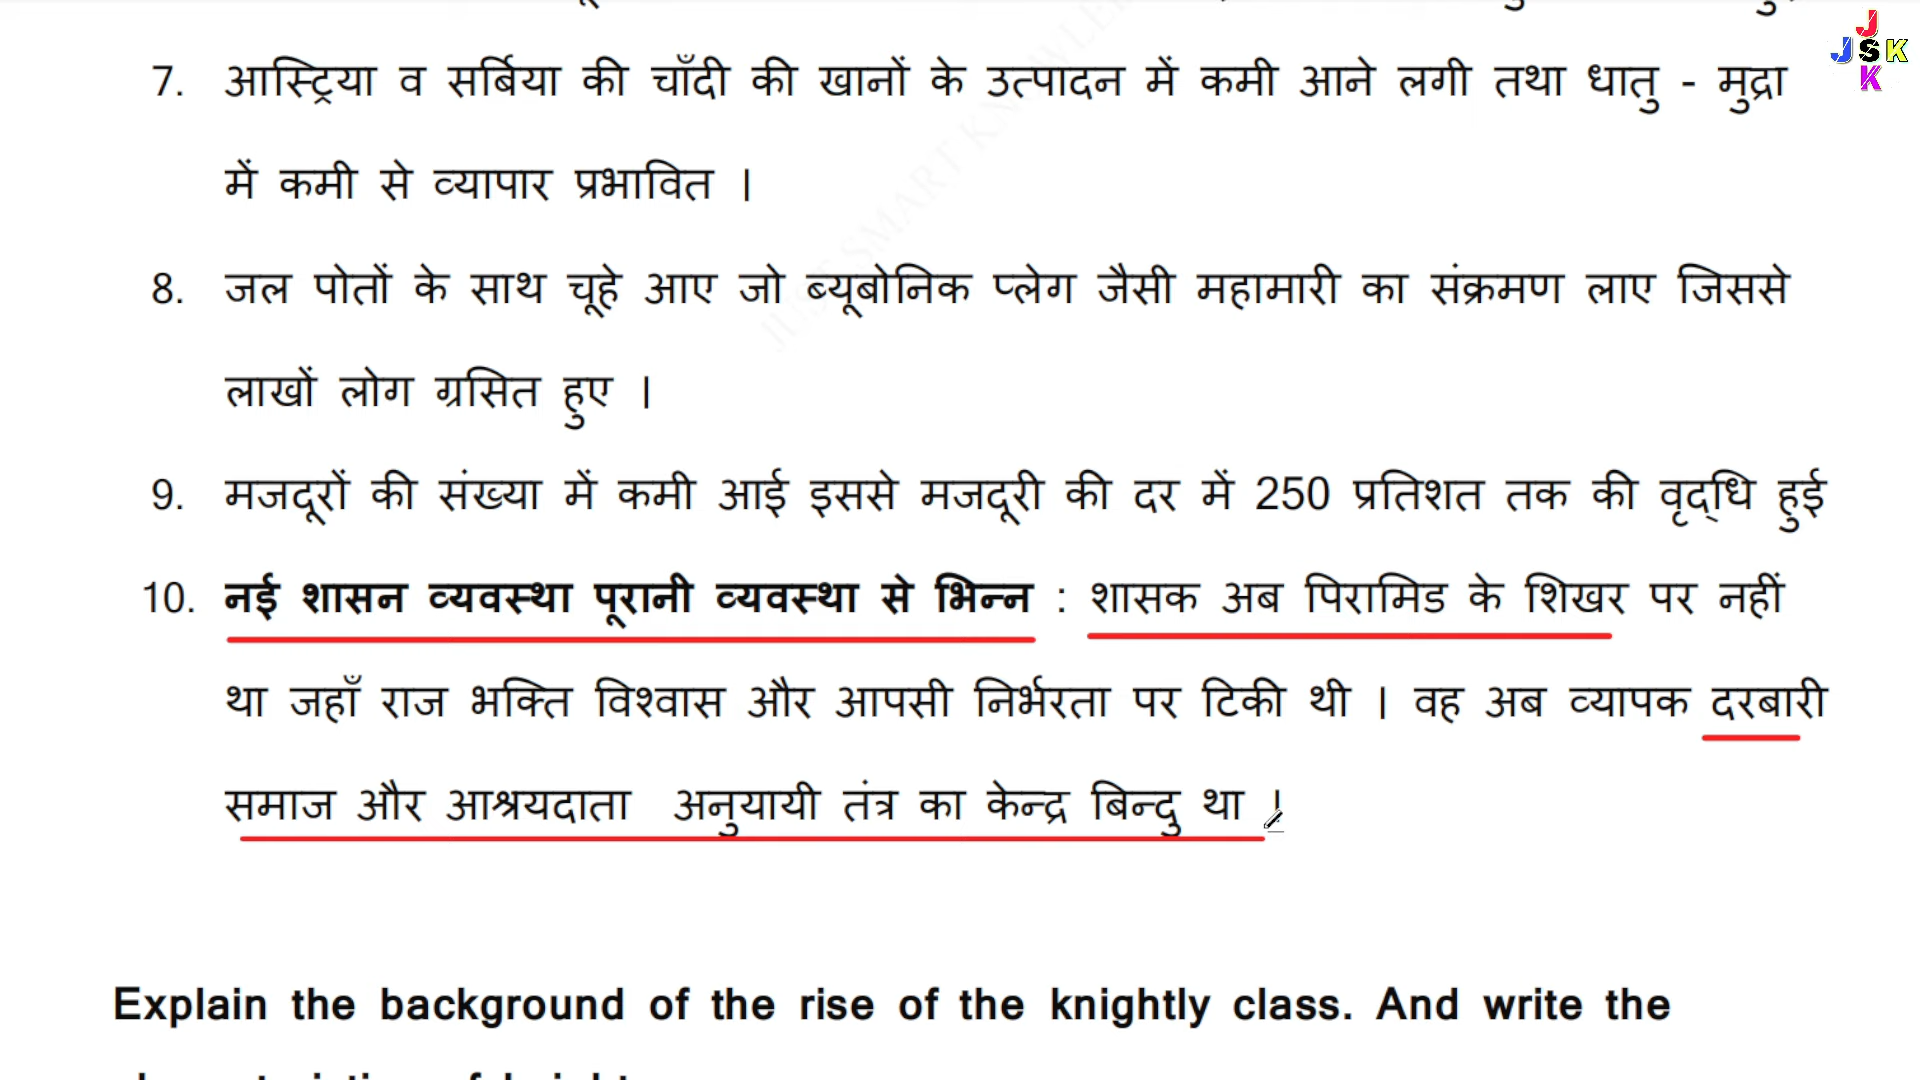 7. आस्ट्रिया व सर्बिया की चाँदी की खानों के उत्पादन में कमी आने लगी तथा धातु - मुद्रा
में कमी से व्यापार प्रभावित ।
8. जल पोतों के साथ चूहे आए जो ब्यूबोनिक प्लेग जैसी महामारी का संक्रमण लाए जिससे
लाखों लोग ग्रसित हुए ।
9. मजदूरों की संख्या में कमी आई इससे मजदूरी की दर में 250 प्रतिशत तक की वृद्धि हुई
10. नई शासन व्यवस्था पूरानी व्यवस्था से भिन्न : शासक अब पिरामिड के शिखर पर नहीं
था जहाँ राज भक्ति विश्वास और आपसी निर्भरता पर टिकी थी । वह अब व्यापक दरबारी
समाज और आश्रयदाता अनुयायी तंत्र का केन्द्र बिन्दु था ।
Explain the background of the rise of the knightly class. And write the
J
JSK
K